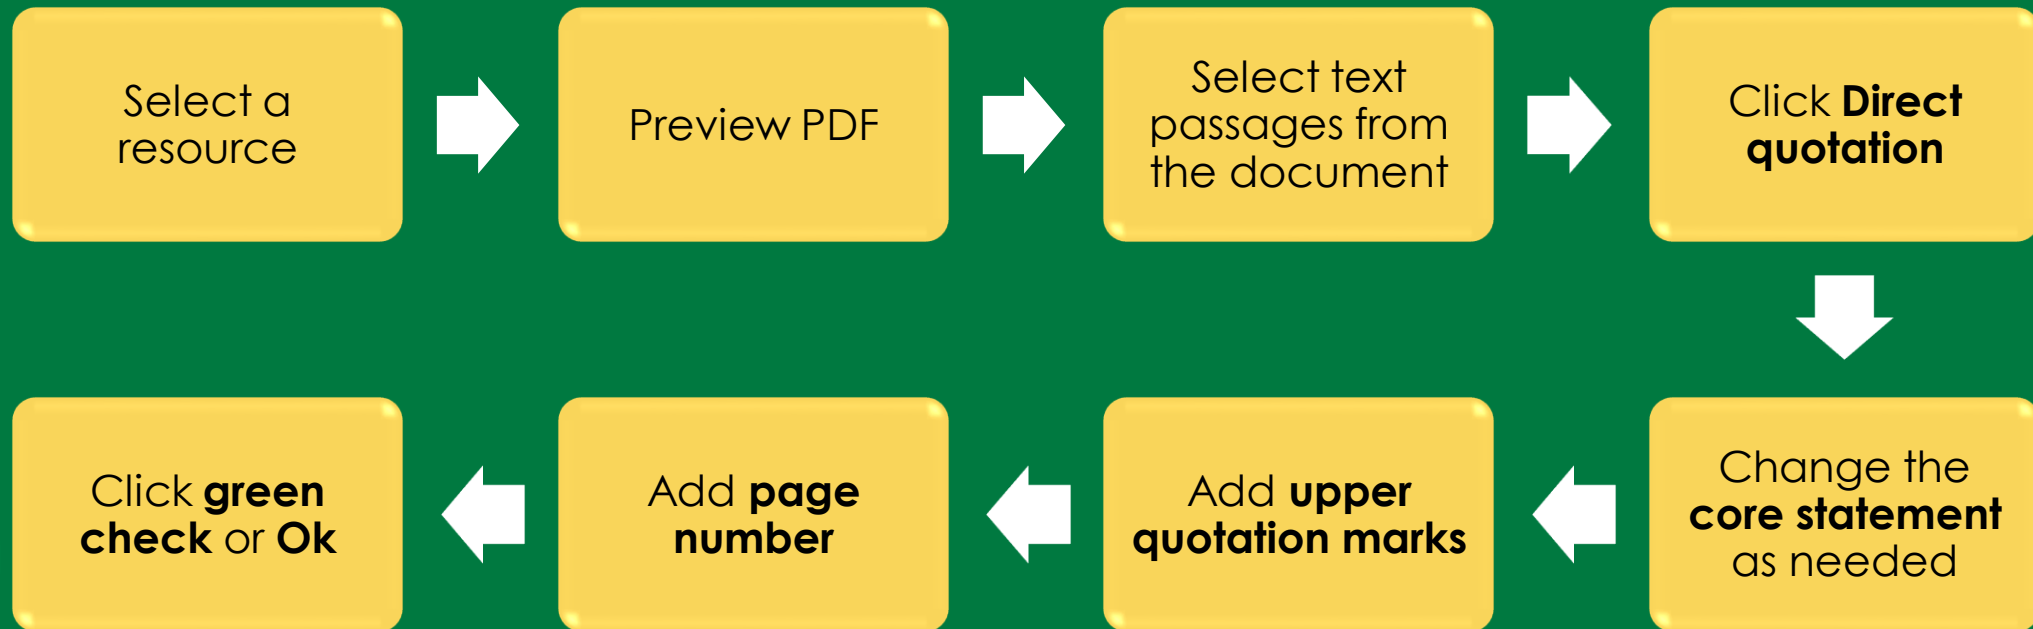 Select a
resource
Preview PDF
Select text
passages from
the document
Click Direct
quotation
Change the
core statement
as needed
Add upper
quotation marks
Add page
number
Click green
check or Ok